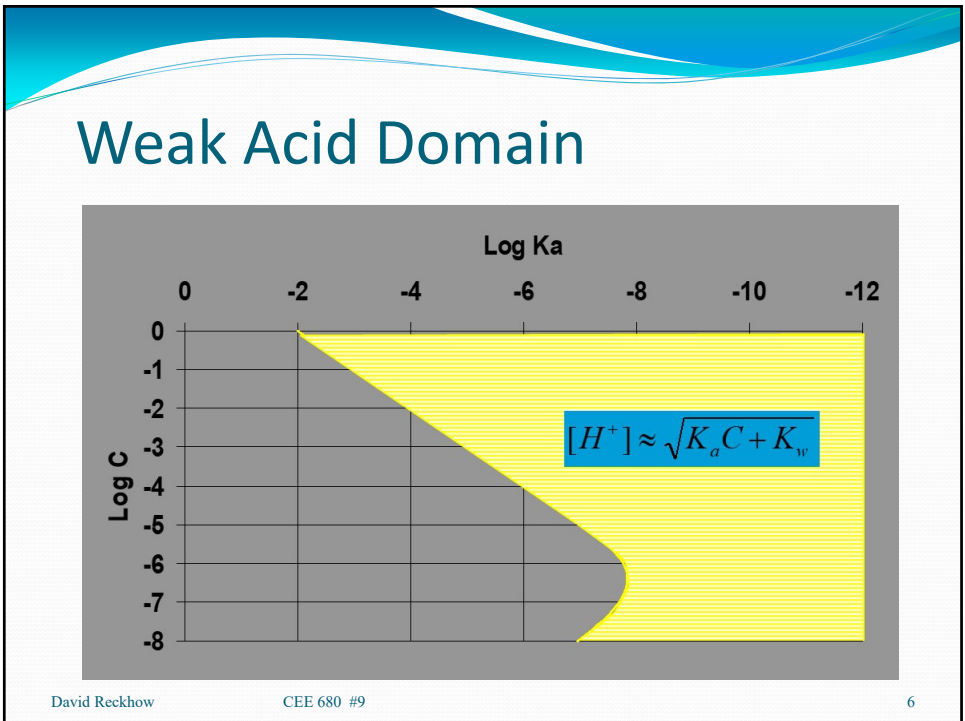 Weak Acid Domain
Log Ka
0 -2 -4 -6 -8 -10 -12
0
-1
-2
-3
-4
-5
-6
-7
-8
Log C
[H⁺] ≈ √(KₐC + K_w)
David Reckhow CEE 680 #9 6